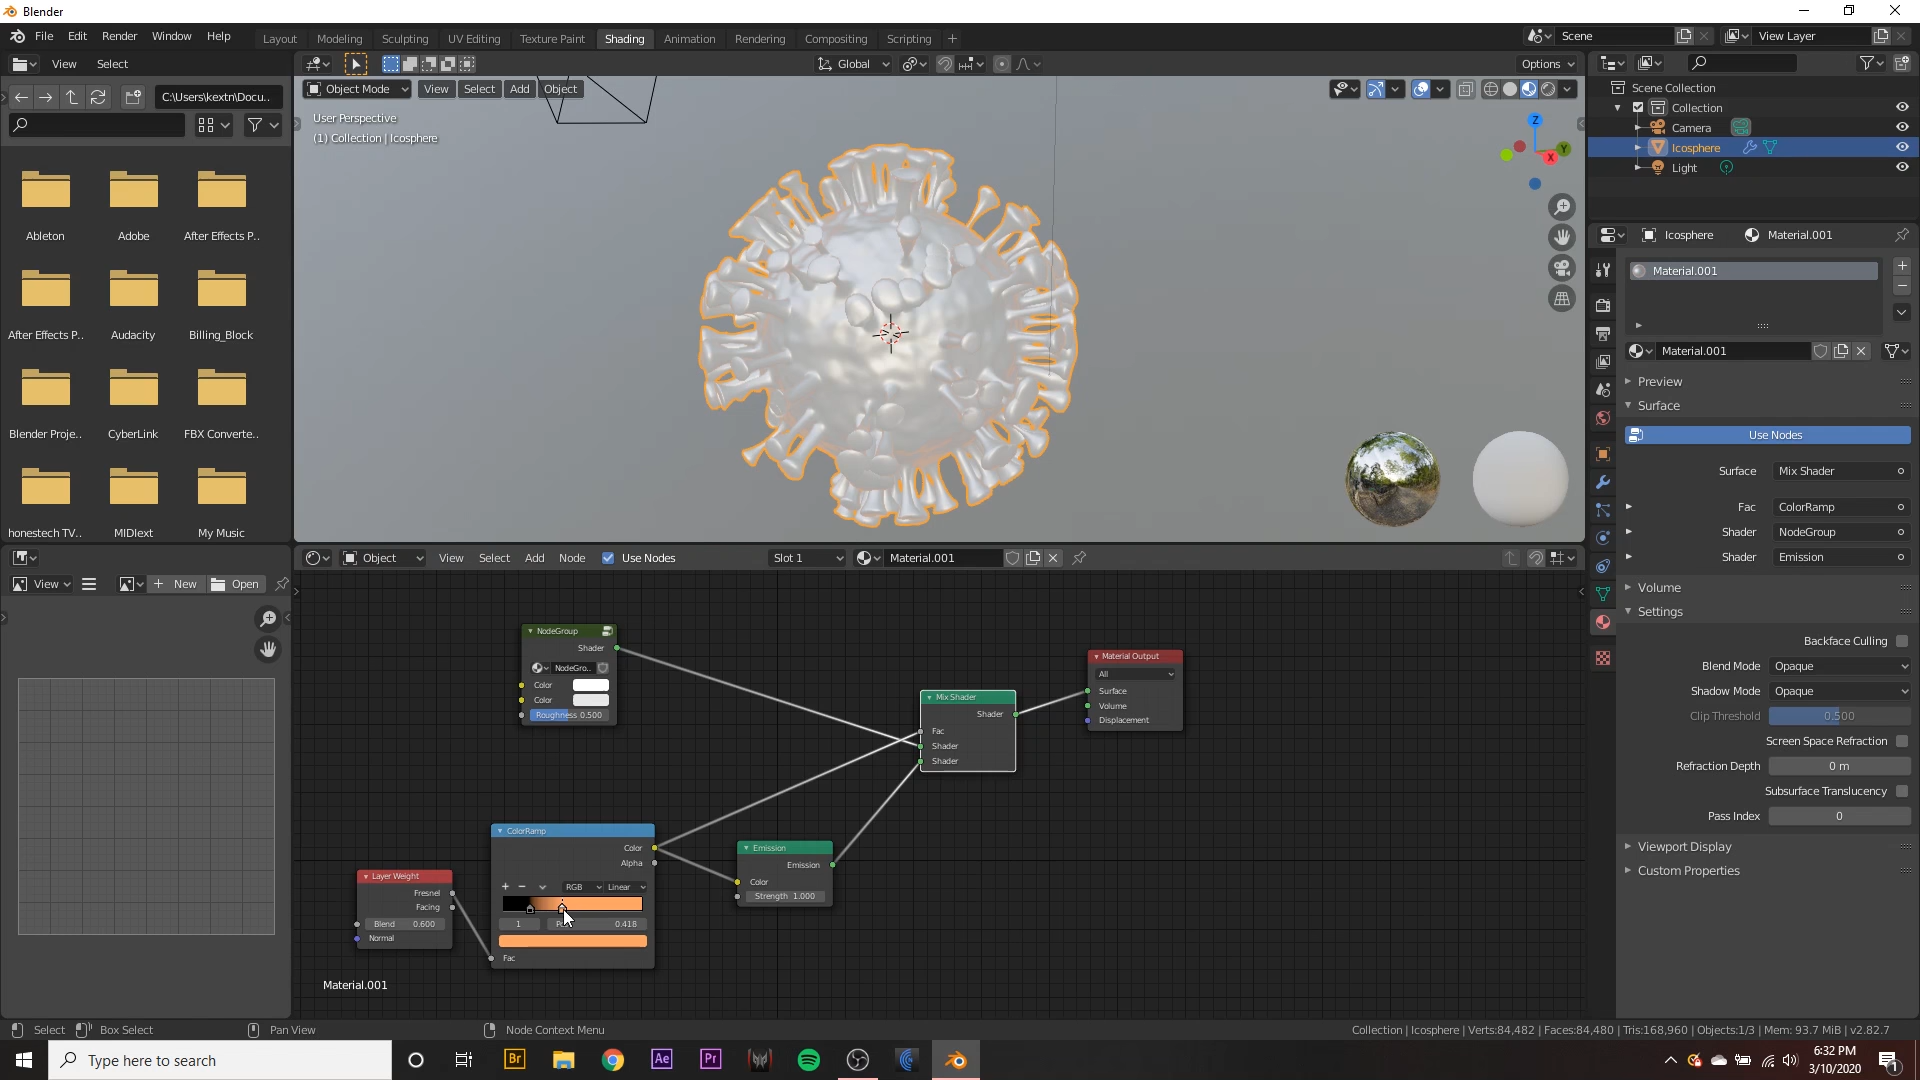 Blender
File Edit Render Window Help
Layout Modeling Sculpting UV Editing Texture Paint Shading Animation Rendering Compositing Scripting
Scene
View Layer
View Select
Global
Options
C:\Users\kextn\Docu..
Object Mode View Select Add Object
User Perspective
(1) Collection | Icosphere
Z
Y
X
Ableton
Adobe
After Effects P..
After Effects P..
Audacity
Billing_Block
Blender Proje..
CyberLink
FBX Converte..
honestech TV..
MIDIext
My Music
Scene Collection
Collection
Camera
Icosphere
Light
Icosphere Material.001
Material.001
Material.001
Preview
Surface
Use Nodes
Surface Mix Shader
Fac ColorRamp
Shader NodeGroup
Shader Emission
Volume
Settings
Backface Culling
Blend Mode Opaque
Shadow Mode Opaque
Clip Threshold 0.500
Screen Space Refraction
Refraction Depth 0 m
Subsurface Translucency
Pass Index 0
Viewport Display
Custom Properties
View New Open
Object View Select Add Node Use Nodes Slot 1 Material.001
NodeGroup
Shader
NodeGro..
Color
Color
Roughness 0.500
Material Output
All
Surface
Volume
Displacement
Mix Shader
Shader
Fac
Shader
Shader
ColorRamp
Color
Alpha
RGB Linear
1 0.418
Fac
Emission
Emission
Color
Strength 1.000
Layer Weight
Fresnel
Facing
Blend 0.600
Normal
Material.001
Select Box Select Pan View Node Context Menu
Collection | Icosphere | Verts:84,482 | Faces:84,480 | Tris:168,960 | Objects:1/3 | Mem: 93.7 MiB | v2.82.7
Type here to search
Br
Ae
Pr
6:32 PM
3/10/2020
1